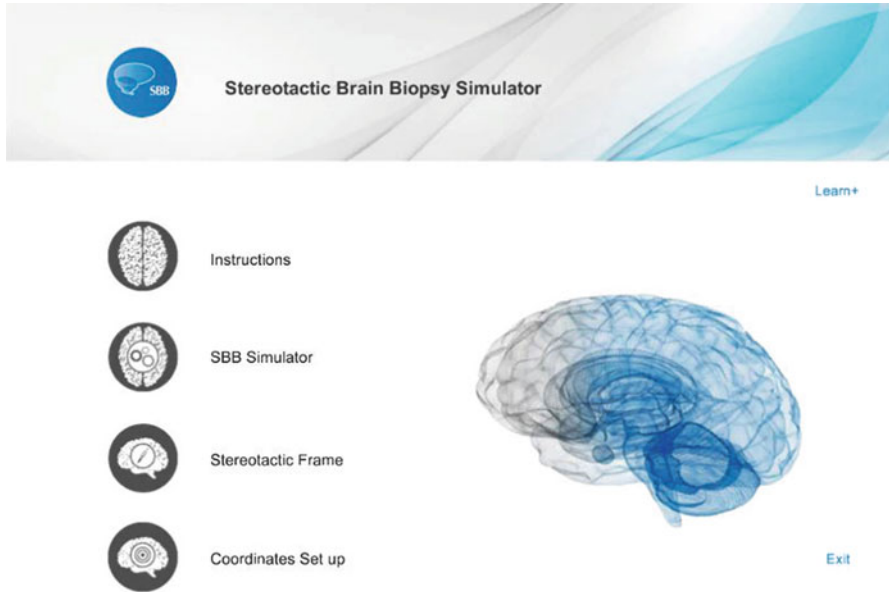 SBB
Stereotactic Brain Biopsy Simulator
Learn+
Instructions
SBB Simulator
Stereotactic Frame
Coordinates Set up
Exit